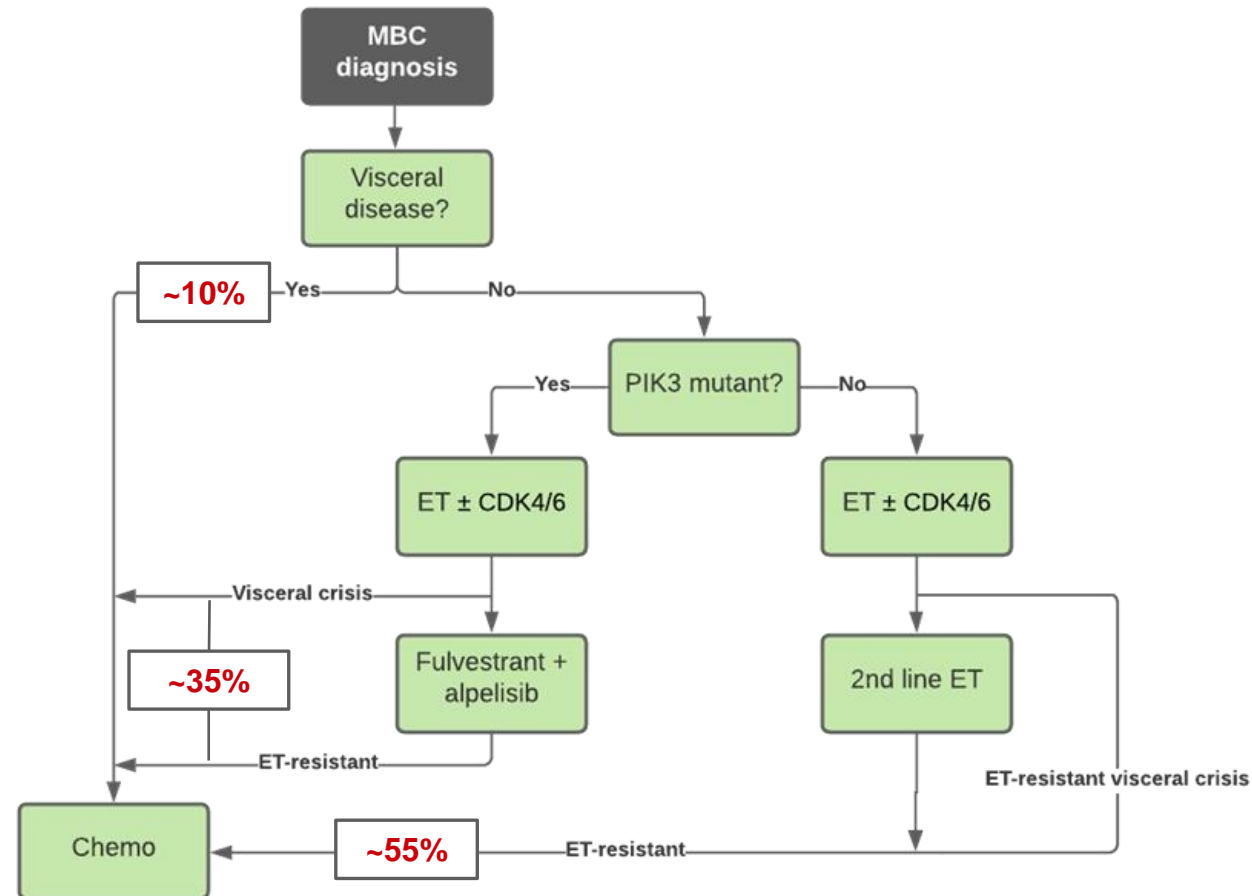 MBC
diagnosis
Visceral
disease?
~10%
Yes
No
PIK3 mutant?
Yes
No
ET ± CDK4/6
ET ± CDK4/6
Visceral crisis
~35%
Fulvestrant +
alpelisib
2nd line ET
ET-resistant
ET-resistant visceral crisis
Chemo
~55%
ET-resistant